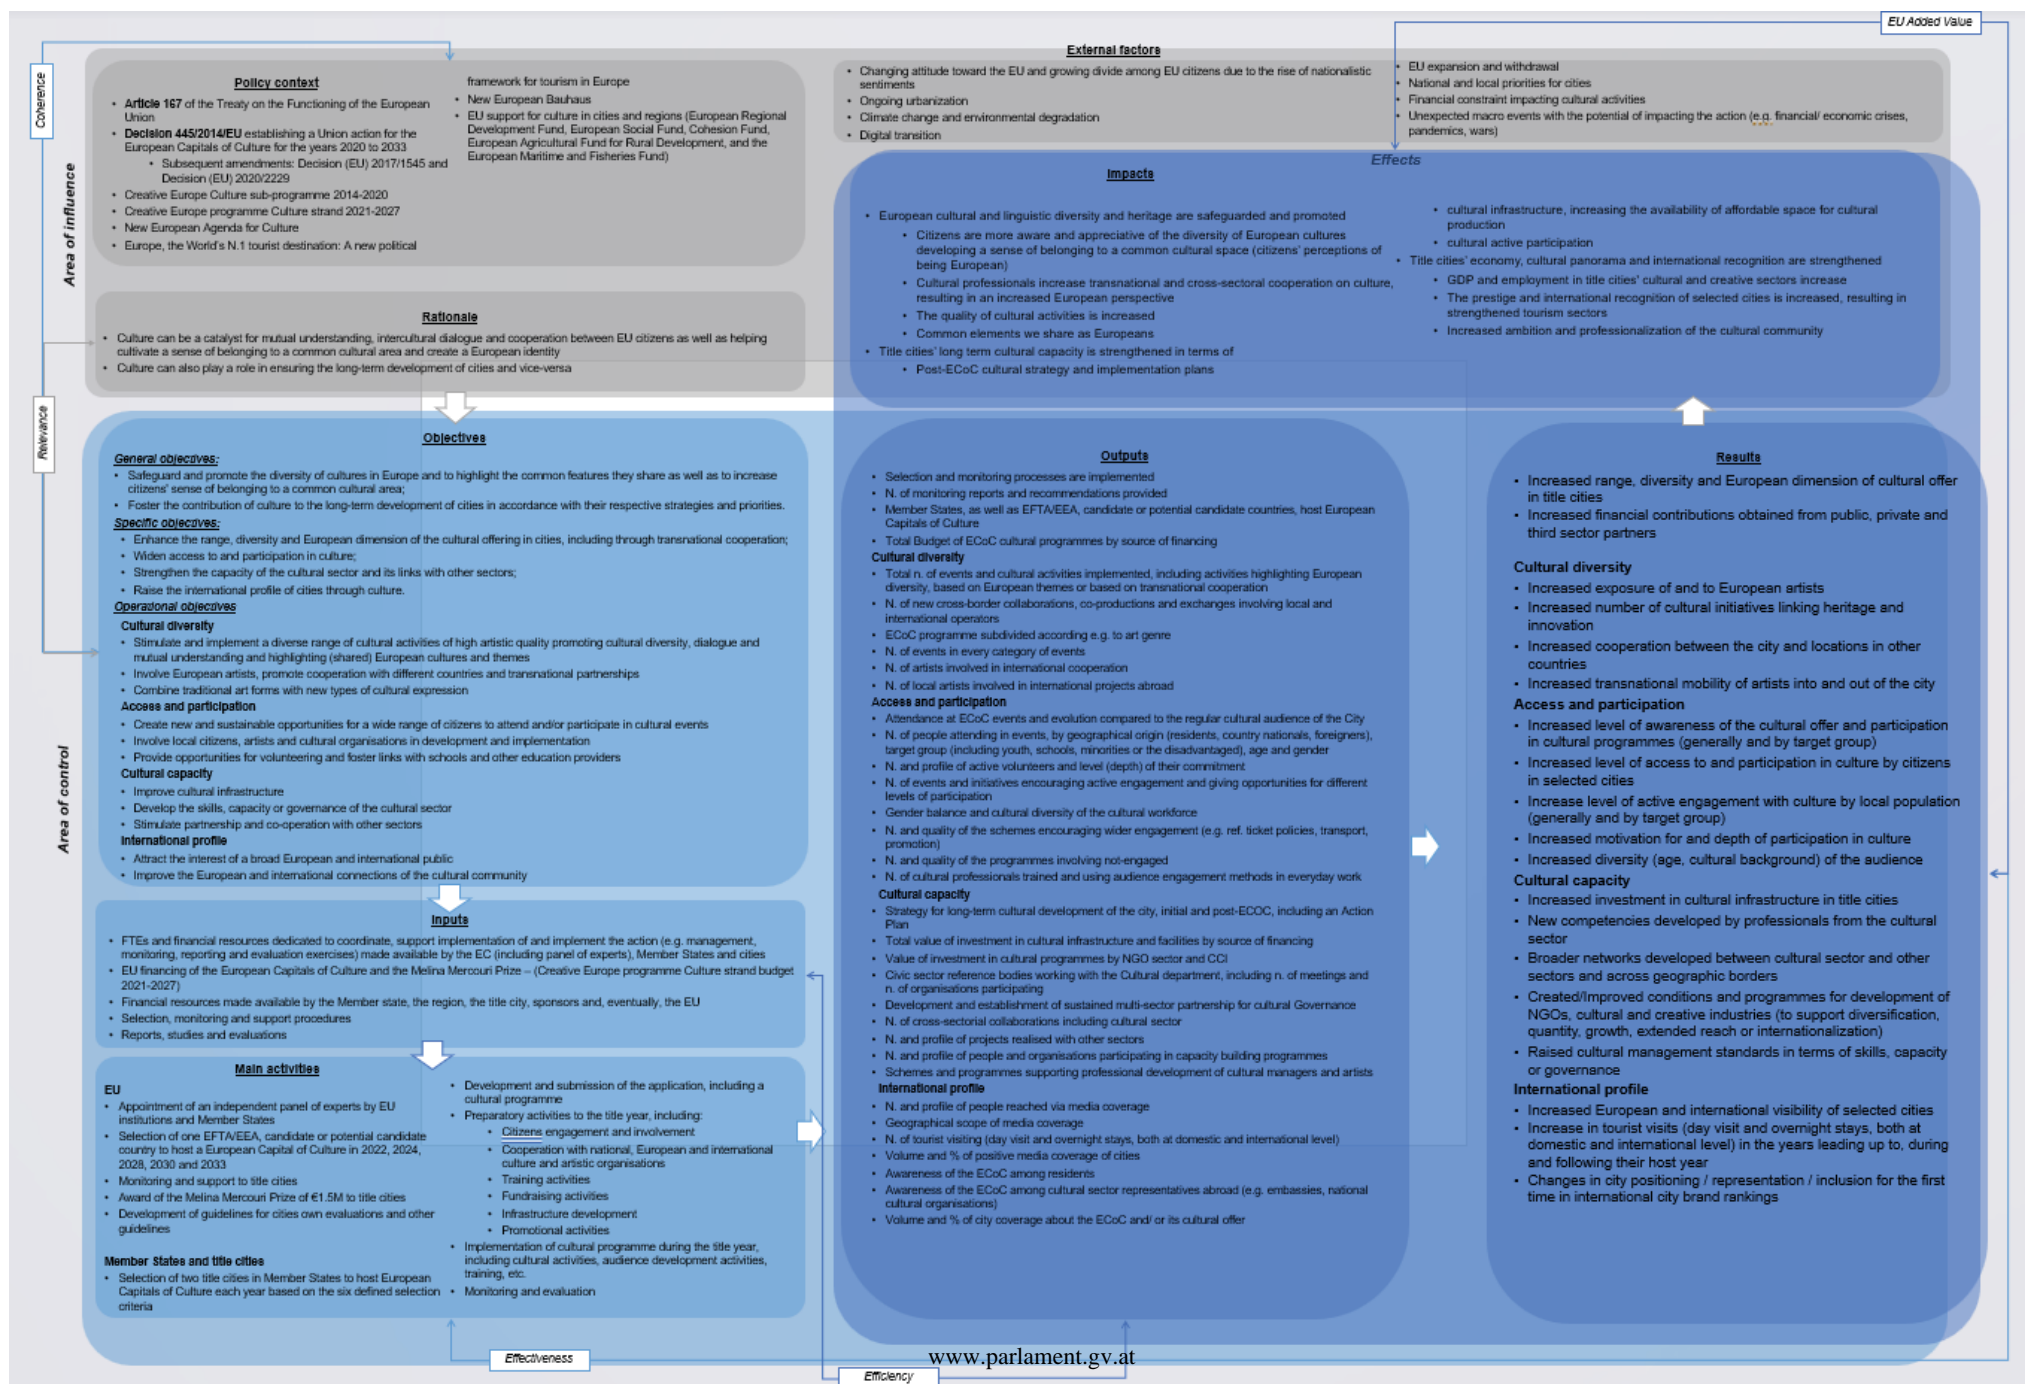 EU Added Value
Coherence
Area of influence
Relevance
Area of control
Policy context
• Article 167 of the Treaty on the Functioning of the European
Union
• Decision 445/2014/EU establishing a Union action for the
European Capitals of Culture for the years 2020 to 2033
• Subsequent amendments: Decision (EU) 2017/1545 and
Decision (EU) 2020/2229
• Creative Europe Culture sub-programme 2014-2020
• Creative Europe programme Culture strand 2021-2027
• New European Agenda for Culture
• Europe, the World's N.1 tourist destination: A new political
framework for tourism in Europe
• New European Bauhaus
• EU support for culture in cities and regions (European Regional
Development Fund, European Social Fund, Cohesion Fund,
European Agricultural Fund for Rural Development, and the
European Maritime and Fisheries Fund)
External factors
• Changing attitude toward the EU and growing divide among EU citizens due to the rise of nationalistic
sentiments
• Ongoing urbanization
• Climate change and environmental degradation
• Digital transition
• EU expansion and withdrawal
• National and local priorities for cities
• Financial constraint impacting cultural activities
• Unexpected macro events with the potential of impacting the action (e.g. financial/ economic crises,
pandemics, wars)
Rationale
• Culture can be a catalyst for mutual understanding, intercultural dialogue and cooperation between EU citizens as well as helping
cultivate a sense of belonging to a common cultural area and create a European identity
• Culture can also play a role in ensuring the long-term development of cities and vice-versa
Effects
Impacts
• European cultural and linguistic diversity and heritage are safeguarded and promoted
• Citizens are more aware and appreciative of the diversity of European cultures
developing a sense of belonging to a common cultural space (citizens' perceptions of
being European)
• Cultural professionals increase transnational and cross-sectoral cooperation on culture,
resulting in an increased European perspective
• The quality of cultural activities is increased
• Common elements we share as Europeans
• Title cities' long term cultural capacity is strengthened in terms of
• Post-ECoC cultural strategy and implementation plans
• cultural infrastructure, increasing the availability of affordable space for cultural
production
• cultural active participation
• Title cities' economy, cultural panorama and international recognition are strengthened
• GDP and employment in title cities' cultural and creative sectors increase
• The prestige and international recognition of selected cities is increased, resulting in
strengthened tourism sectors
• Increased ambition and professionalization of the cultural community
Objectives
General objectives:
• Safeguard and promote the diversity of cultures in Europe and to highlight the common features they share as well as to increase
citizens' sense of belonging to a common cultural area;
• Foster the contribution of culture to the long-term development of cities in accordance with their respective strategies and priorities.
Specific objectives:
• Enhance the range, diversity and European dimension of the cultural offering in cities, including through transnational cooperation;
• Widen access to and participation in culture;
• Strengthen the capacity of the cultural sector and its links with other sectors;
• Raise the international profile of cities through culture.
Operational objectives
Cultural diversity
• Stimulate and implement a diverse range of cultural activities of high artistic quality promoting cultural diversity, dialogue and
mutual understanding and highlighting (shared) European cultures and themes
• Involve European artists, promote cooperation with different countries and transnational partnerships
• Combine traditional art forms with new types of cultural expression
Access and participation
• Create new and sustainable opportunities for a wide range of citizens to attend and/or participate in cultural events
• Involve local citizens, artists and cultural organisations in development and implementation
• Provide opportunities for volunteering and foster links with schools and other education providers
Cultural capacity
• Improve cultural infrastructure
• Develop the skills, capacity or governance of the cultural sector
• Stimulate partnership and co-operation with other sectors
International profile
• Attract the interest of a broad European and international public
• Improve the European and international connections of the cultural community
Inputs
• FTEs and financial resources dedicated to coordinate, support implementation of and implement the action (e.g. management,
monitoring, reporting and evaluation exercises) made available by the EC (including panel of experts), Member States and cities
• EU financing of the European Capitals of Culture and the Melina Mercouri Prize – (Creative Europe programme Culture strand budget
2021-2027)
• Financial resources made available by the Member state, the region, the title city, sponsors and, eventually, the EU
• Selection, monitoring and support procedures
• Reports, studies and evaluations
Main activities
EU
• Appointment of an independent panel of experts by EU
institutions and Member States
• Selection of one EFTA/EEA, candidate or potential candidate
country to host a European Capital of Culture in 2022, 2024,
2028, 2030 and 2033
• Monitoring and support to title cities
• Award of the Melina Mercouri Prize of €1.5M to title cities
• Development of guidelines for cities own evaluations and other
guidelines
Member States and title cities
• Selection of two title cities in Member States to host European
Capitals of Culture each year based on the six defined selection
criteria
• Development and submission of the application, including a
cultural programme
• Preparatory activities to the title year, including:
• Citizens engagement and involvement
• Cooperation with national, European and international
culture and artistic organisations
• Training activities
• Fundraising activities
• Infrastructure development
• Promotional activities
• Implementation of cultural programme during the title year,
including cultural activities, audience development activities,
training, etc.
• Monitoring and evaluation
Outputs
• Selection and monitoring processes are implemented
• N. of monitoring reports and recommendations provided
• Member States, as well as EFTA/EEA, candidate or potential candidate countries, host European
Capitals of Culture
• Total Budget of ECoC cultural programmes by source of financing
Cultural diversity
• Total n. of events and cultural activities implemented, including activities highlighting European
diversity, based on European themes or based on transnational cooperation
• N. of new cross-border collaborations, co-productions and exchanges involving local and
international operators
• ECoC programme subdivided according e.g. to art genre
• N. of events in every category of events
• N. of artists involved in international cooperation
• N. of local artists involved in international projects abroad
Access and participation
• Attendance at ECoC events and evolution compared to the regular cultural audience of the City
• N. of people attending in events, by geographical origin (residents, country nationals, foreigners),
target group (including youth, schools, minorities or the disadvantaged), age and gender
• N. and profile of active volunteers and level (depth) of their commitment
• N. of events and initiatives encouraging active engagement and giving opportunities for different
levels of participation
• Gender balance and cultural diversity of the cultural workforce
• N. and quality of the schemes encouraging wider engagement (e.g. ref. ticket policies, transport,
promotion)
• N. and quality of the programmes involving not-engaged
• N. of cultural professionals trained and using audience engagement methods in everyday work
Cultural capacity
• Strategy for long-term cultural development of the city, initial and post-ECOC, including an Action
Plan
• Total value of investment in cultural infrastructure and facilities by source of financing
• Value of investment in cultural programmes by NGO sector and CCI
• Civic sector reference bodies working with the Cultural department, including n. of meetings and
n. of organisations participating
• Development and establishment of sustained multi-sector partnership for cultural Governance
• N. of cross-sectorial collaborations including cultural sector
• N. and profile of projects realised with other sectors
• N. and profile of people and organisations participating in capacity building programmes
• Schemes and programmes supporting professional development of cultural managers and artists
International profile
• N. and profile of people reached via media coverage
• Geographical scope of media coverage
• N. of tourist visiting (day visit and overnight stays, both at domestic and international level)
• Volume and % of positive media coverage of cities
• Awareness of the ECoC among residents
• Awareness of the ECoC among cultural sector representatives abroad (e.g. embassies, national
cultural organisations)
• Volume and % of city coverage about the ECoC and/ or its cultural offer
Results
▪ Increased range, diversity and European dimension of cultural offer
in title cities
▪ Increased financial contributions obtained from public, private and
third sector partners
Cultural diversity
▪ Increased exposure of and to European artists
▪ Increased number of cultural initiatives linking heritage and
innovation
▪ Increased cooperation between the city and locations in other
countries
▪ Increased transnational mobility of artists into and out of the city
Access and participation
▪ Increased level of awareness of the cultural offer and participation
in cultural programmes (generally and by target group)
▪ Increased level of access to and participation in culture by citizens
in selected cities
▪ Increase level of active engagement with culture by local population
(generally and by target group)
▪ Increased motivation for and depth of participation in culture
▪ Increased diversity (age, cultural background) of the audience
Cultural capacity
▪ Increased investment in cultural infrastructure in title cities
▪ New competencies developed by professionals from the cultural
sector
▪ Broader networks developed between cultural sector and other
sectors and across geographic borders
▪ Created/Improved conditions and programmes for development of
NGOs, cultural and creative industries (to support diversification,
quantity, growth, extended reach or internationalization)
▪ Raised cultural management standards in terms of skills, capacity
or governance
International profile
▪ Increased European and international visibility of selected cities
▪ Increase in tourist visits (day visit and overnight stays, both at
domestic and international level) in the years leading up to, during
and following their host year
▪ Changes in city positioning / representation / inclusion for the first
time in international city brand rankings
Effectiveness
www.parlament.gv.at
Efficiency